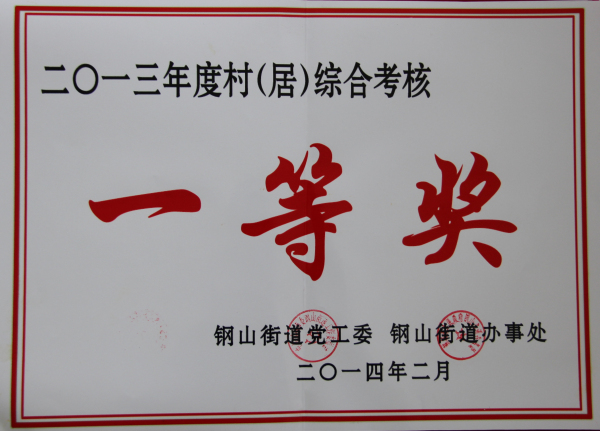 二〇一三年度村(居)综合考核
一等奖
钢山街道党工委 钢山街道办事处
二〇一四年二月